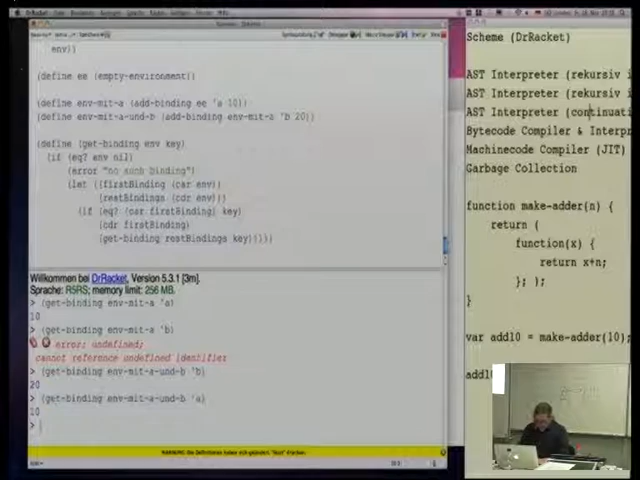 env))
(define ee (empty-environment))
(define env-mit-a (add-binding ee 'a 10))
(define env-mit-a-und-b (add-binding env-mit-a 'b 20))
(define (get-binding env key)
(if (eq? env nil)
(error "no such binding")
(let ((firstBinding (car env))
(restBindings (cdr env)))
(if (eq? (car firstBinding) key)
(cdr firstBinding)
(get-binding restBindings key)))))
Willkommen bei DrRacket, Version 5.3.1 [3m].
Sprache: R5RS; memory limit: 256 MB.
> (get-binding env-mit-a 'a)
10
> (get-binding env-mit-a 'b)
error: undefined;
cannot reference undefined identifier
> (get-binding env-mit-a-und-b 'b)
20
> (get-binding env-mit-a-und-b 'a)
10
>
Scheme (DrRacket)
AST Interpreter (rekursiv i
AST Interpreter (rekursiv i
AST Interpreter (continuati
Bytecode Compiler & Interpr
Machinecode Compiler (JIT)
Garbage Collection
function make-adder(n) {
return (
function(x) {
return x+n;
}; );
}
var add10 = make-adder(10);
add1